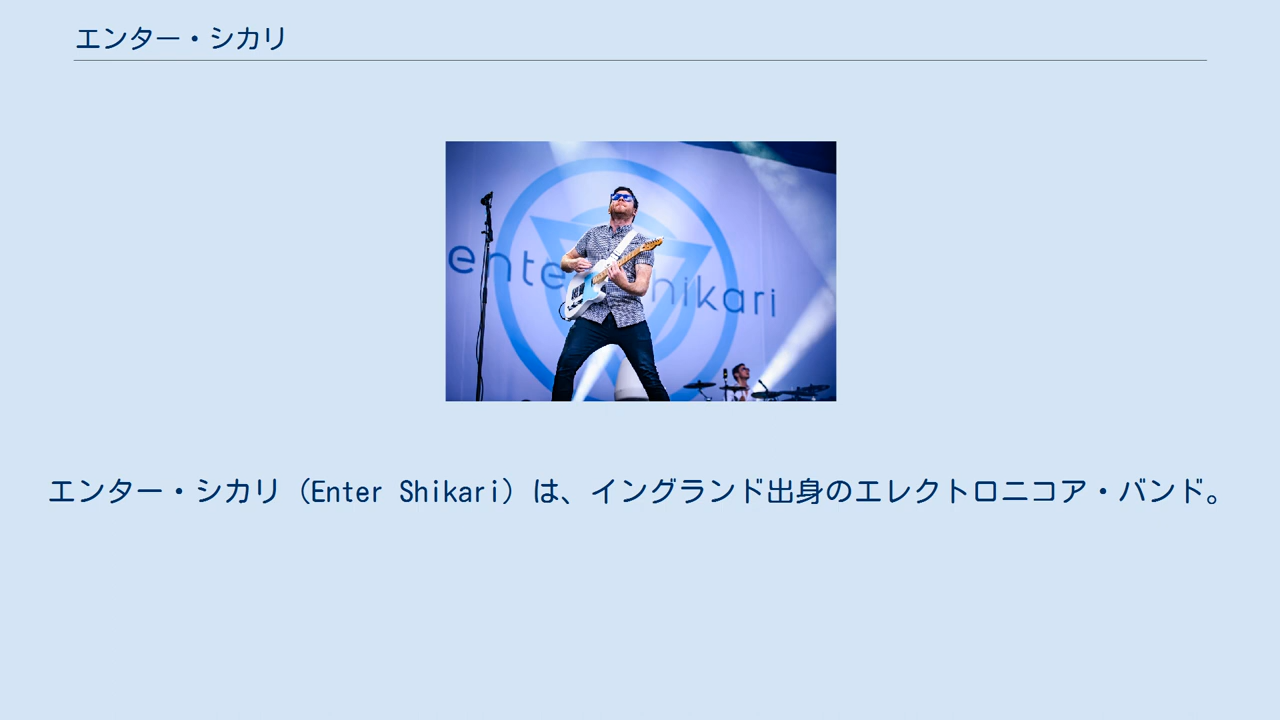 エンター・シカリ
enter shikari
エンター・シカリ（Enter Shikari）は、イングランド出身のエレクトロニコア・バンド。